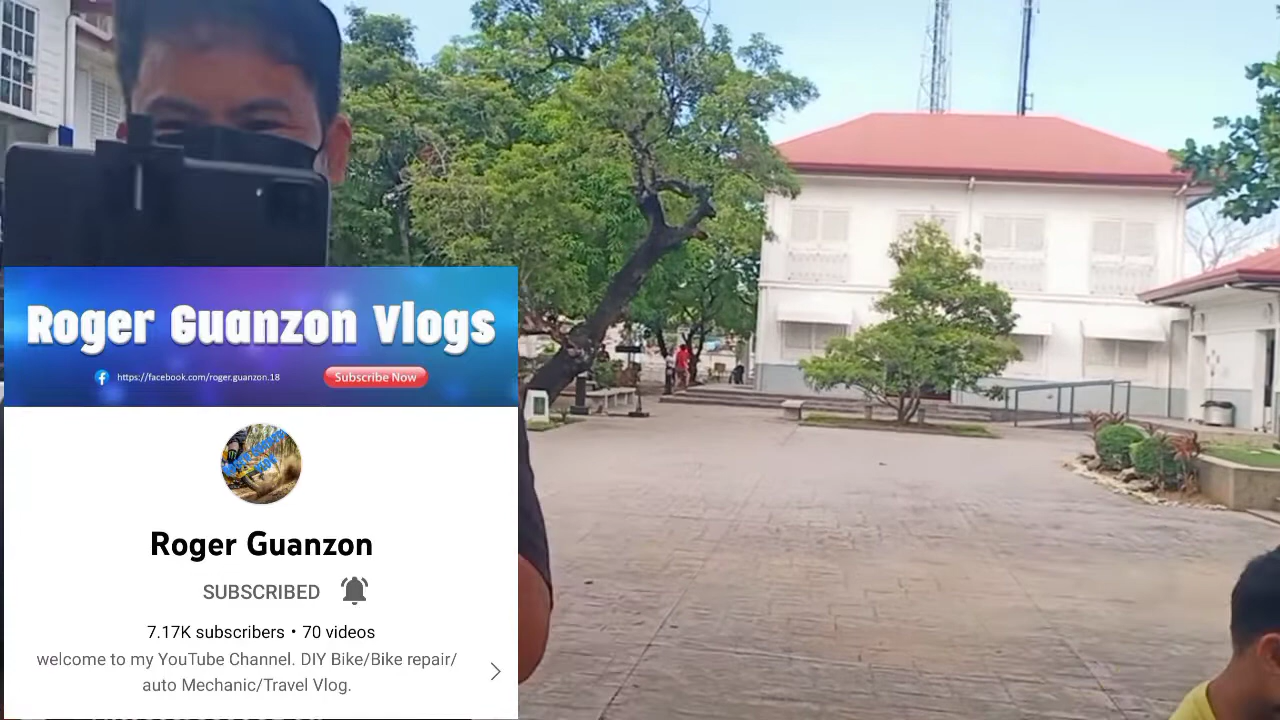 Roger Guanzon Vlogs
https://facebook.com/roger.guanzon.18
Subscribe Now
Roger Guanzon
SUBSCRIBED
7.17K subscribers • 70 videos
welcome to my YouTube Channel. DIY Bike/Bike repair/
auto Mechanic/Travel Vlog.